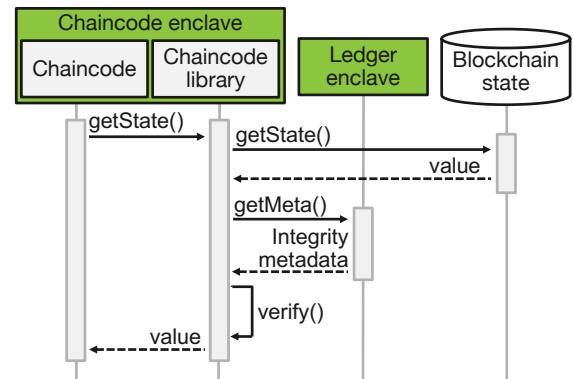 Chaincode enclave
Chaincode
Chaincode
library
Ledger
enclave
Blockchain
state
getState()
getState()
value
getMeta()
Integrity
metadata
verify()
value